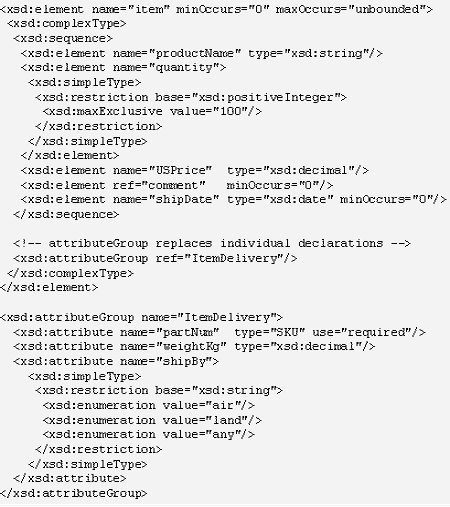 <xsd:element name="item" minOccurs="0" maxOccurs="unbounded">
<xsd:complexType>
<xsd:sequence>
<xsd:element name="productName" type="xsd:string"/>
<xsd:element name="quantity">
<xsd:simpleType>
<xsd:restriction base="xsd:positiveInteger">
<xsd:maxExclusive value="100"/>
</xsd:restriction>
</xsd:simpleType>
</xsd:element>
<xsd:element name="USPrice" type="xsd:decimal"/>
<xsd:element ref="comment" minOccurs="0"/>
<xsd:element name="shipDate" type="xsd:date" minOccurs="0"/>
</xsd:sequence>
<!-- attributeGroup replaces individual declarations -->
<xsd:attributeGroup ref="ItemDelivery"/>
</xsd:complexType>
</xsd:element>
<xsd:attributeGroup name="ItemDelivery">
<xsd:attribute name="partNum" type="SKU" use="required"/>
<xsd:attribute name="weightKg" type="xsd:decimal"/>
<xsd:attribute name="shipBy">
<xsd:simpleType>
<xsd:restriction base="xsd:string">
<xsd:enumeration value="air"/>
<xsd:enumeration value="land"/>
<xsd:enumeration value="any"/>
</xsd:restriction>
</xsd:simpleType>
</xsd:attribute>
</xsd:attributeGroup>